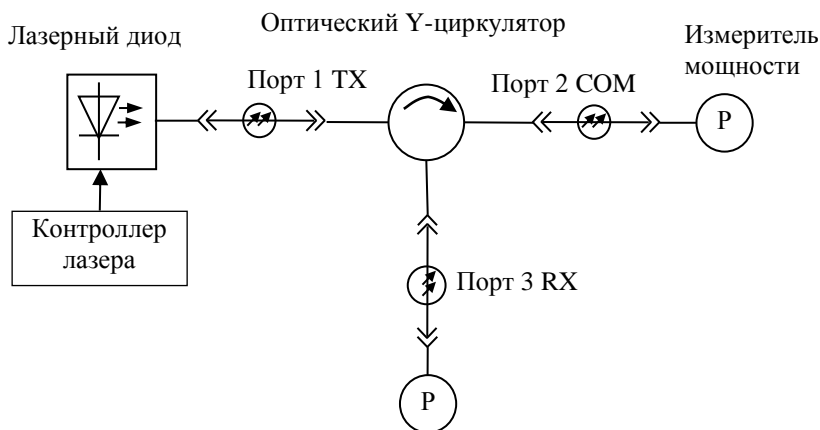 Оптический Y-циркулятор
Лазерный диод
Измеритель
мощности
Порт 1 TX
Порт 2 COM
P
Контроллер
лазера
Порт 3 RX
P